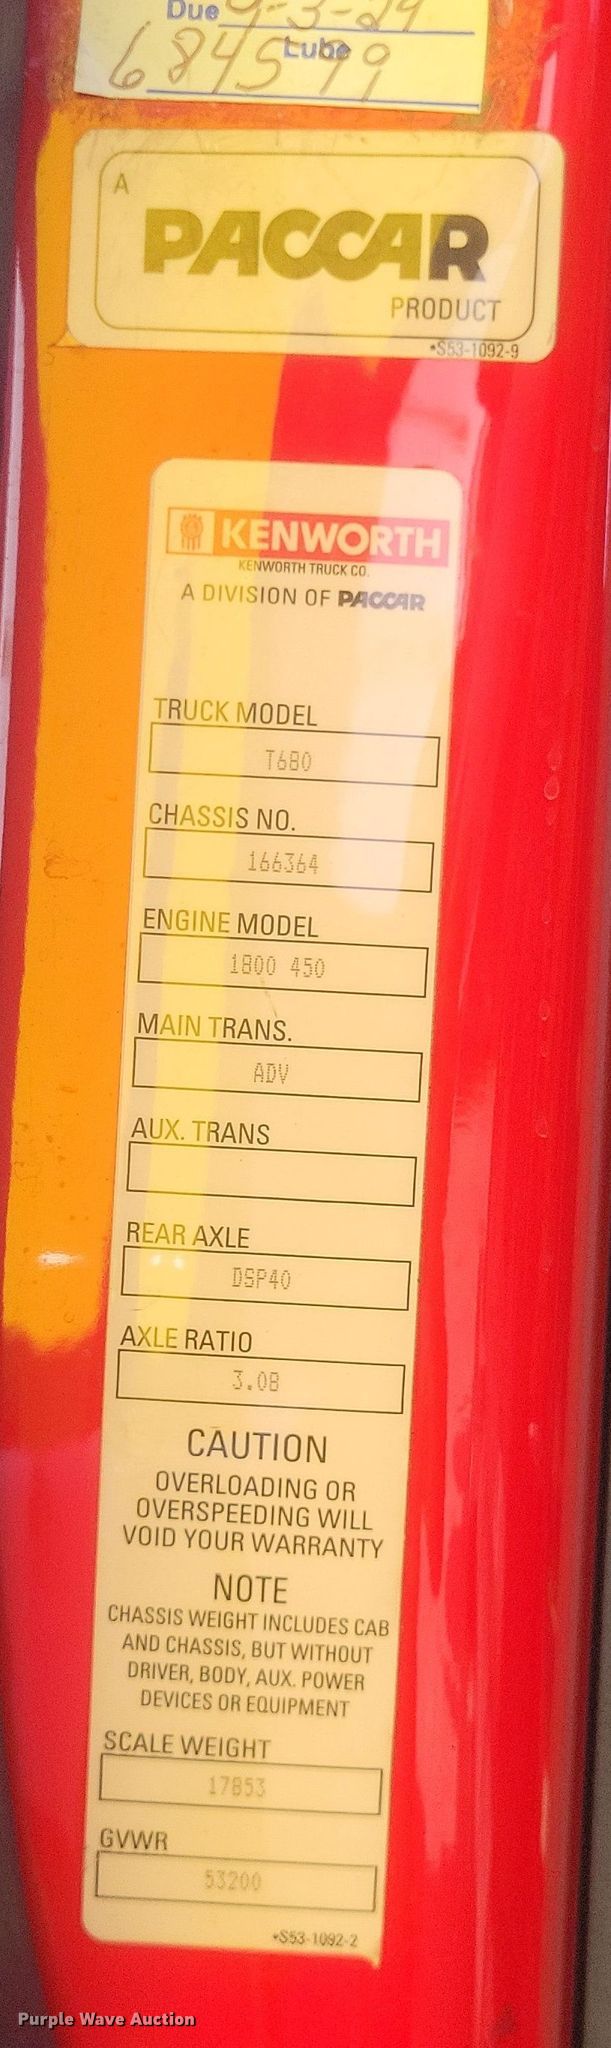 Due 9-3-24
Lube
684599
A
PACCAR
PRODUCT
*S53-1092-9
KENWORTH
KENWORTH TRUCK CO.
A DIVISION OF PACCAR
TRUCK MODEL
T680
CHASSIS NO.
166364
ENGINE MODEL
1800 450
MAIN TRANS.
ADV
AUX. TRANS
REAR AXLE
DSP40
AXLE RATIO
3.08
CAUTION
OVERLOADING OR
OVERSPEEDING WILL
VOID YOUR WARRANTY
NOTE
CHASSIS WEIGHT INCLUDES CAB
AND CHASSIS, BUT WITHOUT
DRIVER, BODY, AUX. POWER
DEVICES OR EQUIPMENT
SCALE WEIGHT
17853
GVWR
53200
*S53-1092-2
Purple Wave Auction